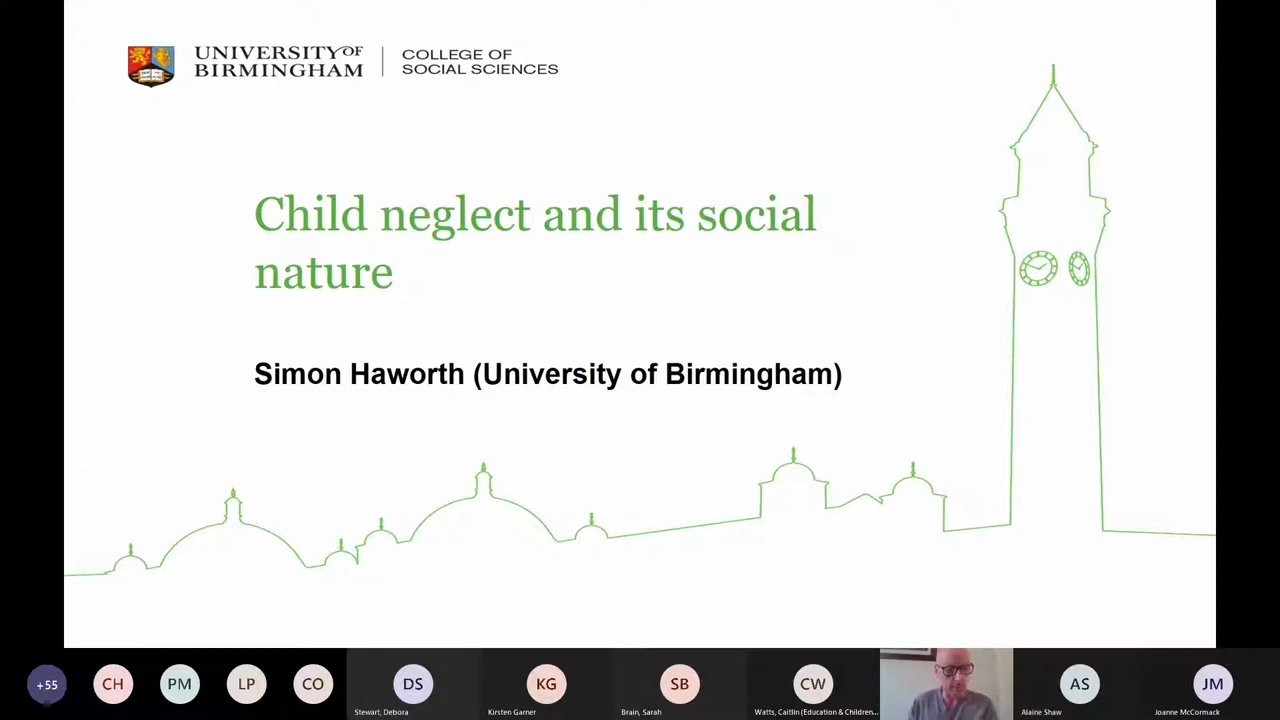 UNIVERSITY OF
BIRMINGHAM
COLLEGE OF
SOCIAL SCIENCES
Child neglect and its social
nature
Simon Haworth (University of Birmingham)
+55
CH
PM
LP
CO
DS
KG
SB
CW
AS
JM
Stewart, Debora
Kirsten Garner
Brain, Sarah
Watts, Caitlin (Education & Children...
Alaine Shaw
Joanne McCormack